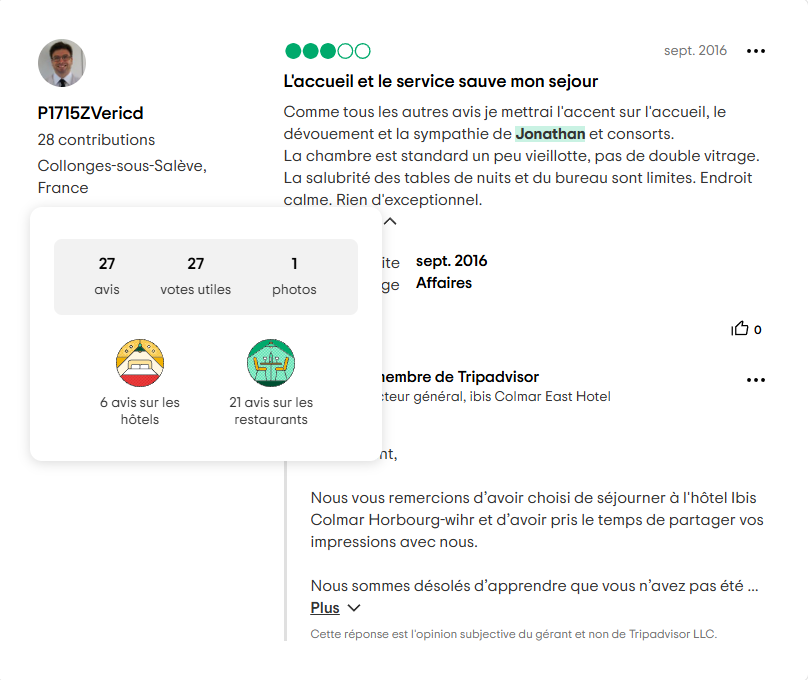 sept. 2016
L'accueil et le service sauve mon sejour
P1715ZVericd
28 contributions
Collonges-sous-Salève,
France
Comme tous les autres avis je mettrai l'accent sur l'accueil, le
dévouement et la sympathie de Jonathan et consorts.
La chambre est standard un peu vieillotte, pas de double vitrage.
La salubrité des tables de nuits et du bureau sont limites. Endroit
calme. Rien d'exceptionnel.
27
avis
27
votes utiles
1
photos
6 avis sur les
hôtels
21 avis sur les
restaurants
ite sept. 2016
ge Affaires
0
membre de Tripadvisor
cteur général, ibis Colmar East Hotel
nt,
Nous vous remercions d’avoir choisi de séjourner à l'hôtel Ibis
Colmar Horbourg-wihr et d’avoir pris le temps de partager vos
impressions avec nous.
Nous sommes désolés d’apprendre que vous n’avez pas été ...
Plus
Cette réponse est l'opinion subjective du gérant et non de Tripadvisor LLC.